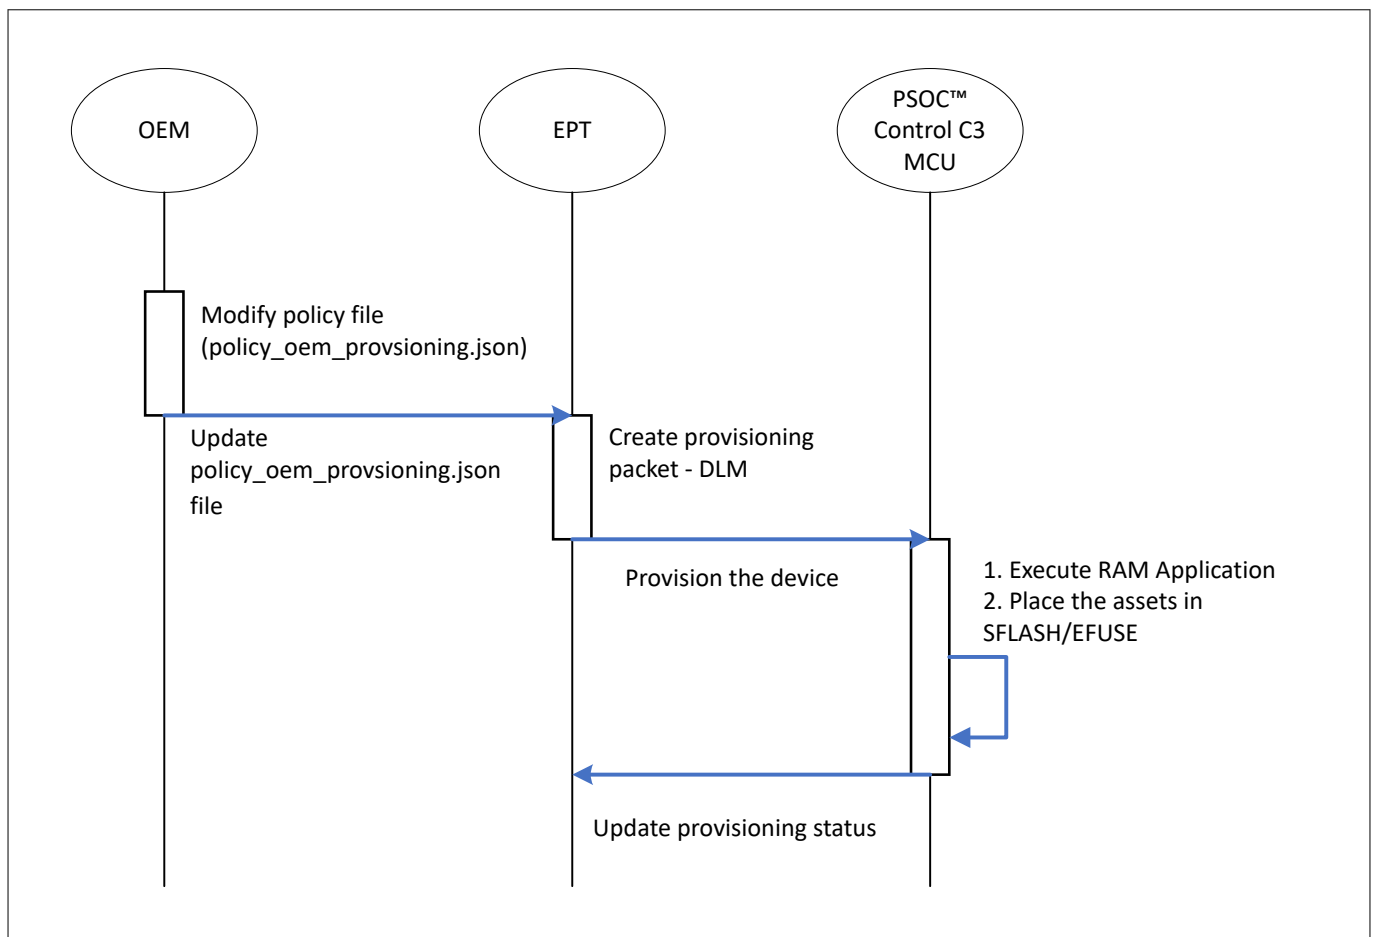 OEM
EPT
PSOC™
Control C3
MCU
Modify policy file
(policy_oem_provsioning.json)
Update
policy_oem_provsioning.json
file
Create provisioning
packet - DLM
Provision the device
1. Execute RAM Application
2. Place the assets in
SFLASH/EFUSE
Update provisioning status